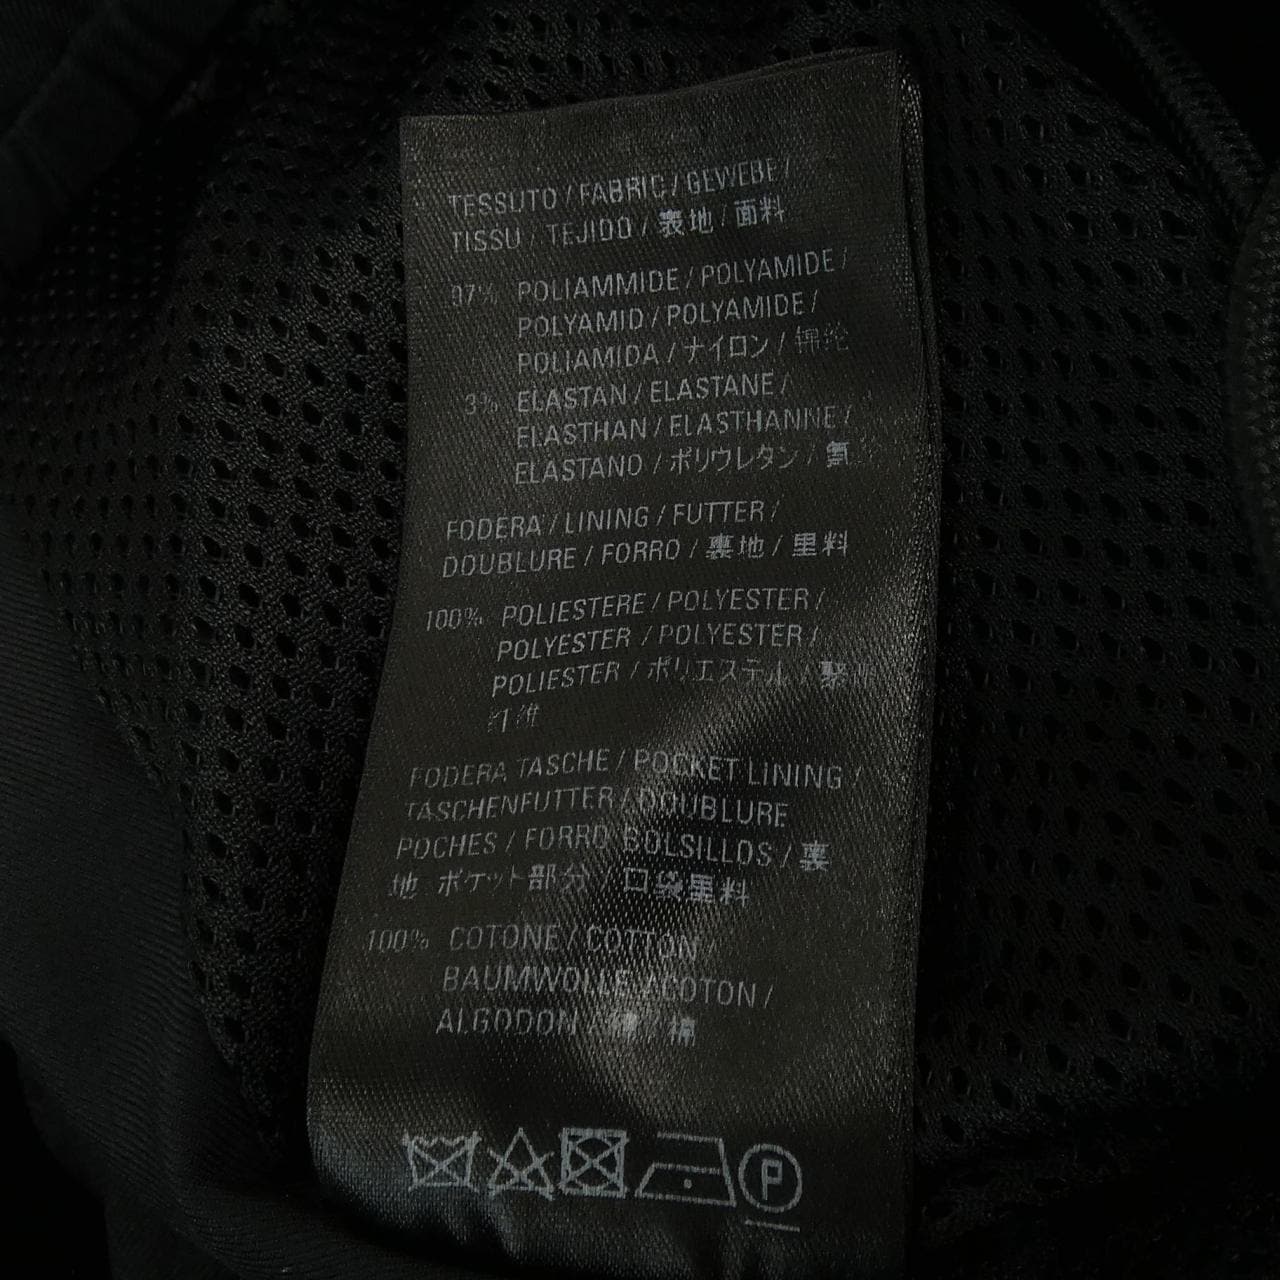 TESSUTO / FABRIC / GEWEBE /
TISSU / TEJIDO / 表地 / 面料
97% POLIAMMIDE / POLYAMIDE /
POLYAMID / POLYAMIDE /
POLIAMIDA / ナイロン / 锦纶
3% ELASTAN / ELASTANE /
ELASTHAN / ELASTHANNE /
ELASTANO / ポリウレタン /
FODERA / LINING / FUTTER /
DOUBLURE / FORRO / 裏地 / 里料
100% POLIESTERE / POLYESTER /
POLYESTER / POLYESTER /
POLIESTER / ポリエステル /
FODERA TASCHE / POCKET LINING /
TASCHENFUTTER / DOUBLURE
POCHES / FORRO BOLSILLOS / 裏
地 ポケット部分 口袋里料
100% COTONE / COTTON /
BAUMWOLLE / COTON /
ALGODON / 綿 / 棉
P